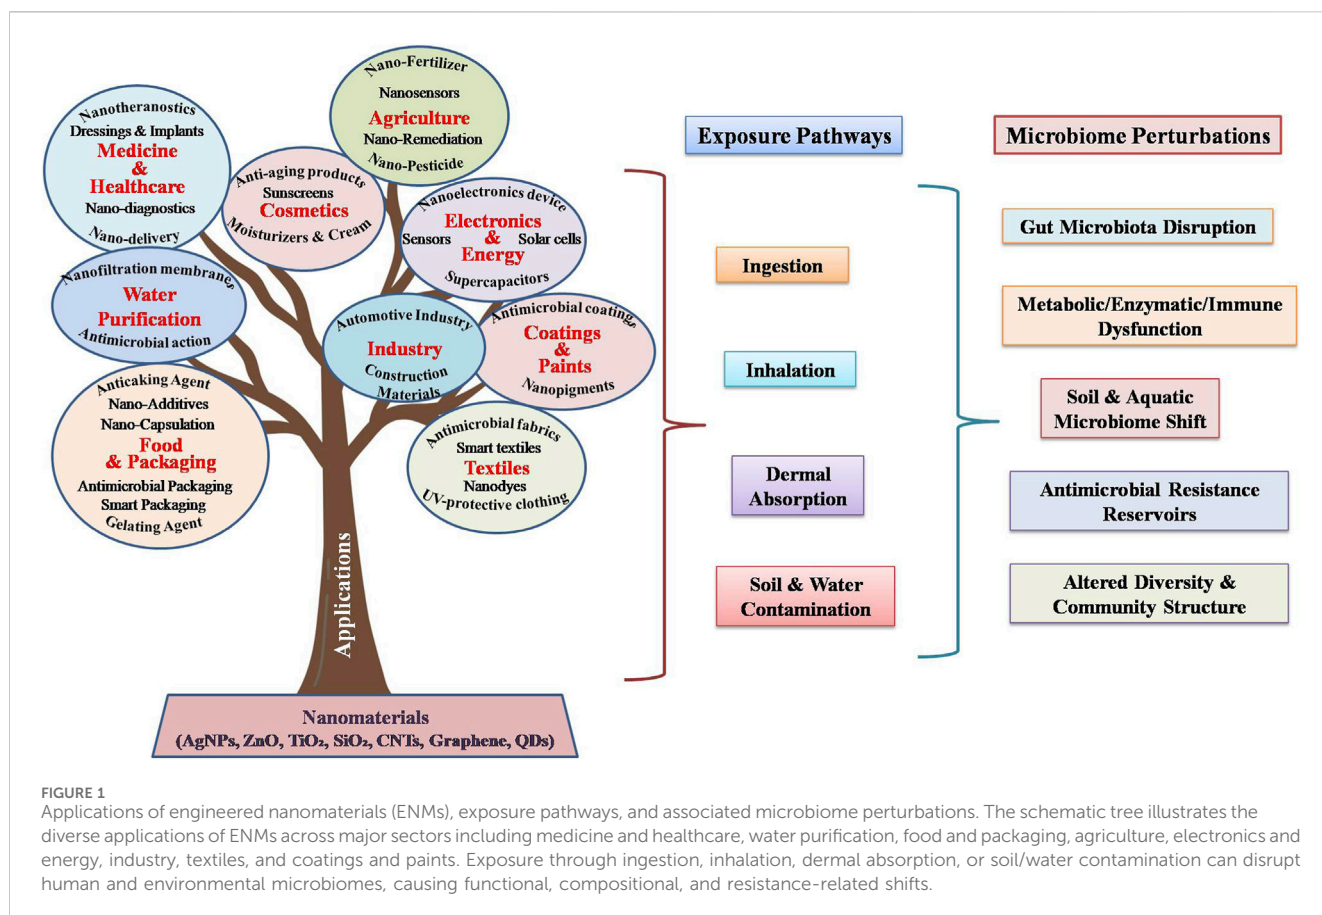 Nano-Fertilizer
Nanosensors
Agriculture
Nano-Remediation
Nano-Pesticide
Nanotheranostics
Dressings & Implants
Medicine
&
Healthcare
Nano-diagnostics
Nano-delivery
Anti-aging products
Sunscreens
Cosmetics
Moisturizers & Cream
Nanoelectronics device
Electronics
&
Energy
Sensors
Solar cells
Supercapacitors
Nanofiltration membranes
Water
Purification
Antimicrobial action
Automotive Industry
Industry
Construction
Materials
Antimicrobial coatings
Coatings
&
Paints
Nanopigments
Anticaking Agent
Nano-Additives
Nano-Capsulation
Food
& Packaging
Antimicrobial Packaging
Smart Packaging
Gelating Agent
Antimicrobial fabrics
Smart textiles
Textiles
Nanodyes
UV-protective clothing
Applications
Nanomaterials
(AgNPs, ZnO, TiO₂, SiO₂, CNTs, Graphene, QDs)
Exposure Pathways
Ingestion
Inhalation
Dermal
Absorption
Soil & Water
Contamination
Microbiome Perturbations
Gut Microbiota Disruption
Metabolic/Enzymatic/Immune
Dysfunction
Soil & Aquatic
Microbiome Shift
Antimicrobial Resistance
Reservoirs
Altered Diversity &
Community Structure
FIGURE 1
Applications of engineered nanomaterials (ENMs), exposure pathways, and associated microbiome perturbations. The schematic tree illustrates the
diverse applications of ENMs across major sectors including medicine and healthcare, water purification, food and packaging, agriculture, electronics and
energy, industry, textiles, and coatings and paints. Exposure through ingestion, inhalation, dermal absorption, or soil/water contamination can disrupt
human and environmental microbiomes, causing functional, compositional, and resistance-related shifts.